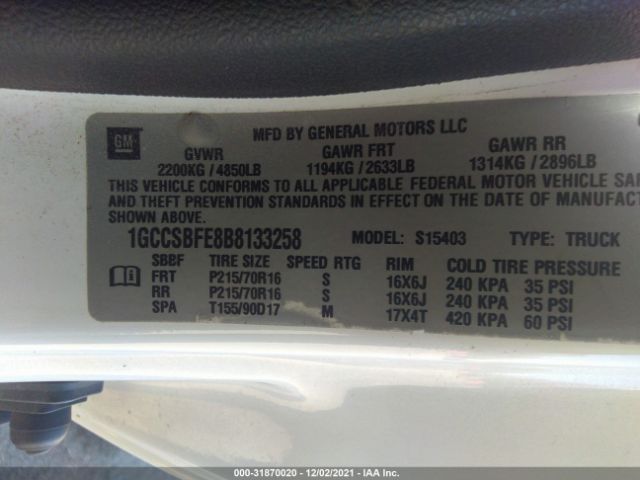 GM
MFD BY GENERAL MOTORS LLC
GVWR GAWR FRT GAWR RR
2200KG / 4850LB 1194KG / 2633LB 1314KG / 2896LB
THIS VEHICLE CONFORMS TO ALL APPLICABLE FEDERAL MOTOR VEHICLE
AND THEFT PREVENTION STANDARDS IN EFFECT ON THE DATE OF
SHOWN ABOVE.
1GCCSBFE8B8133258 MODEL: S15403 TYPE: TRUCK
SBBF TIRE SIZE SPEED RTG RIM COLD TIRE PRESSURE
FRT P215/70R16 S 16X6J 240 KPA 35 PSI
RR P215/70R16 S 16X6J 240 KPA 35 PSI
SPA T155/90D17 M 17X4T 420 KPA 60 PSI
000-31870020 - 12/02/2021 - IAA Inc.